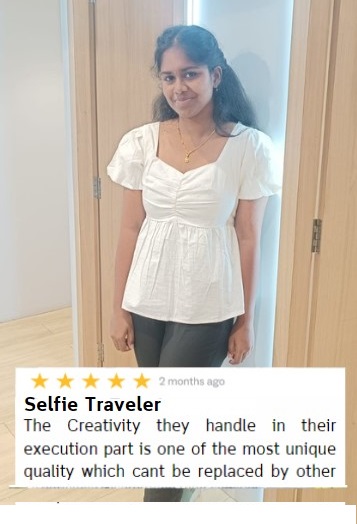 2 months ago
Selfie Traveler
The Creativity they handle in their
execution part is one of the most unique
quality which cant be replaced by other